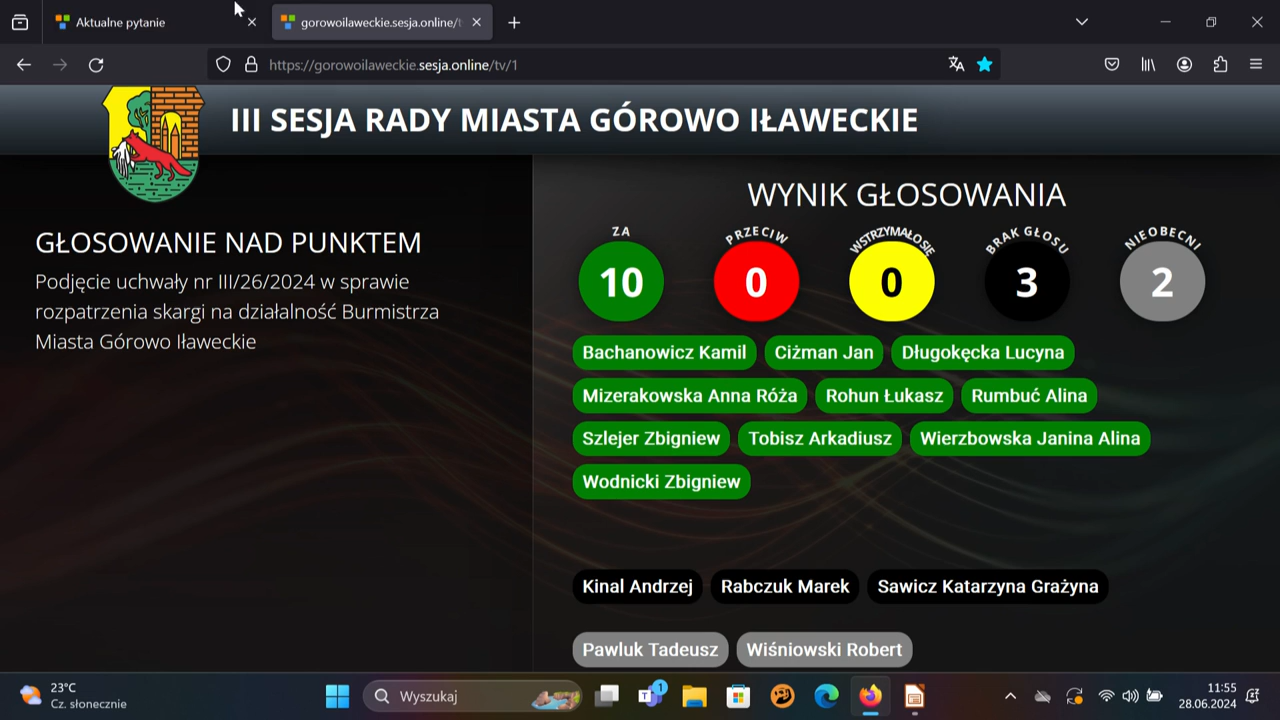 Aktualne pytanie
gorowoilaweckie.sesja.online/t
https://gorowoilaweckie.sesja.online/tv/1
III SESJA RADY MIASTA GÓROWO IŁAWECKIE
GŁOSOWANIE NAD PUNKTEM
Podjęcie uchwały nr III/26/2024 w sprawie
rozpatrzenia skargi na działalność Burmistrza
Miasta Górowo Iławeckie
WYNIK GŁOSOWANIA
ZA PRZECIW WSTRZYMAŁO SIĘ BRAK GŁOSU NIEOBECNI
10 0 0 3 2
Bachanowicz Kamil Ciżman Jan Długokęcka Lucyna
Mizerakowska Anna Róża Rohun Łukasz Rumbuć Alina
Szlejer Zbigniew Tobisz Arkadiusz Wierzbowska Janina Alina
Wodnicki Zbigniew
Kinal Andrzej Rabczuk Marek Sawicz Katarzyna Grażyna
Pawluk Tadeusz Wiśniowski Robert
23°C
Cz. słonecznie
Wyszukaj
1
11:55
28.06.2024